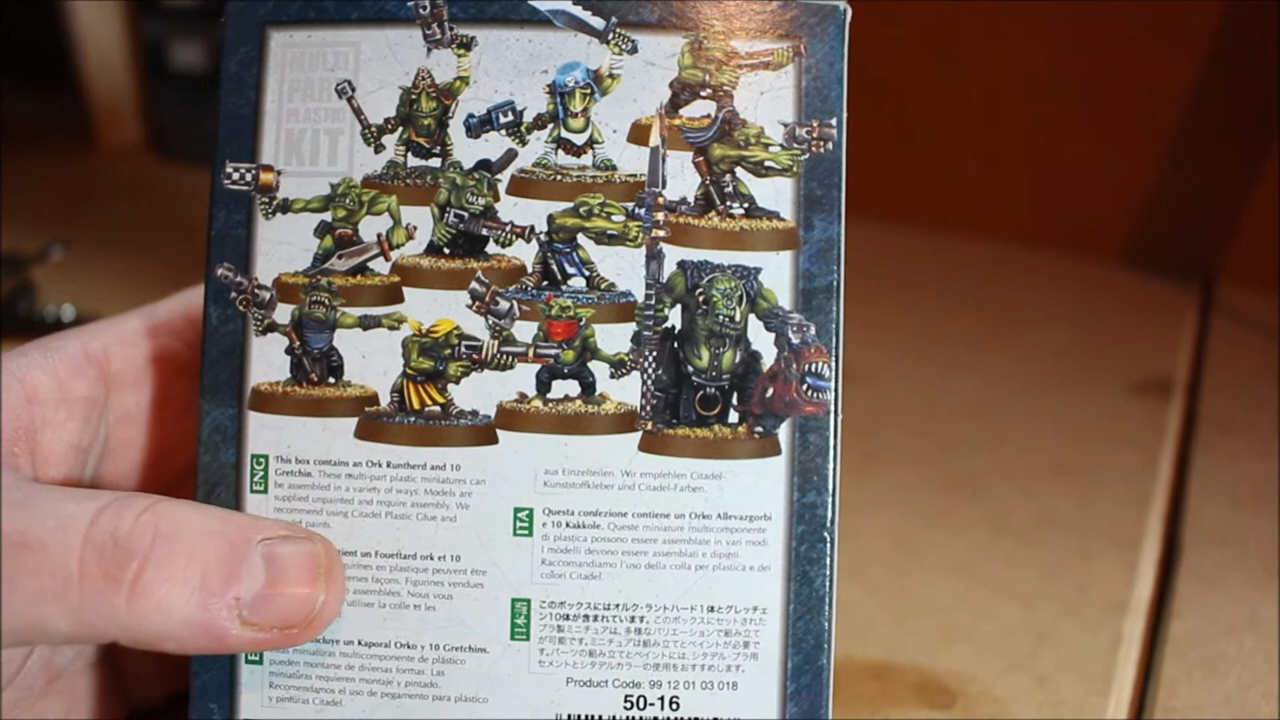 MULTI
PART
PLASTIC
KIT
ENG
This box contains an Ork Runtherd and 10
Gretchin. These multi-part plastic miniatures can
be assembled in a variety of ways. Models are
supplied unpainted and require assembly. We
recommend using Citadel Plastic Glue and
paints.
tient un Fouettard ork et 10
gurines en plastique peuvent être
erses façons. Figurines vendues
assemblées. Nous vous
'utiliser la colle et les
ncluye un Kaporal Orko y 10 Gretchins.
miniaturas multicomponente de plástico
pueden montarse de diversas formas. Las
miniaturas requieren montaje y pintado.
Recomendamos el uso de pegamento para plástico
y pinturas Citadel.
aus Einzelteilen. Wir empfehlen Citadel-
Kunststoffkleber und Citadel-Farben.
ITA
Questa confezione contiene un Orko Allevazgorbi
e 10 Kakkole. Queste miniature multicomponente
di plastica possono essere assemblate in vari modi.
I modelli devono essere assemblati e dipinti.
Raccomandiamo l'uso della colla per plastica e dei
colori Citadel.
日本語
このボックスにはオルク・ラントハード1体とグレッチェ
ン10体が含まれています。このボックスにセットされた
プラ製ミニチュアは、多様なバリエーションで組み立て
が可能です。ミニチュアは組み立てとペイントが必要で
す。パーツの組み立てとペイントには、シタデル・プラ用
セメントとシタデルカラーの使用をおすすめします。
Product Code: 99 12 01 03 018
50-16